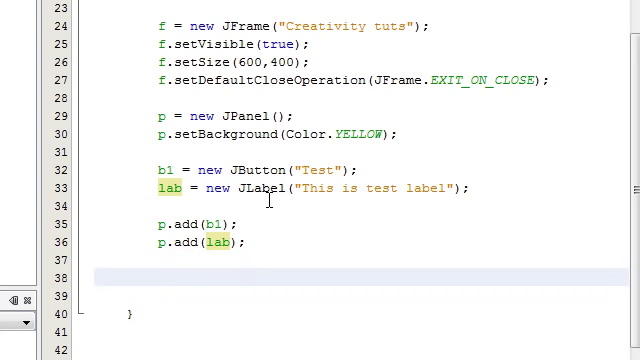 23
24 f = new JFrame("Creativity tuts");
25 f.setVisible(true);
26 f.setSize(600,400);
27 f.setDefaultCloseOperation(JFrame.EXIT_ON_CLOSE);
28
29 p = new JPanel();
30 p.setBackground(Color.YELLOW);
31
32 b1 = new JButton("Test");
33 lab = new JLabel("This is test label");
34
35 p.add(b1);
36 p.add(lab);
37
38
39
40 }
41
42